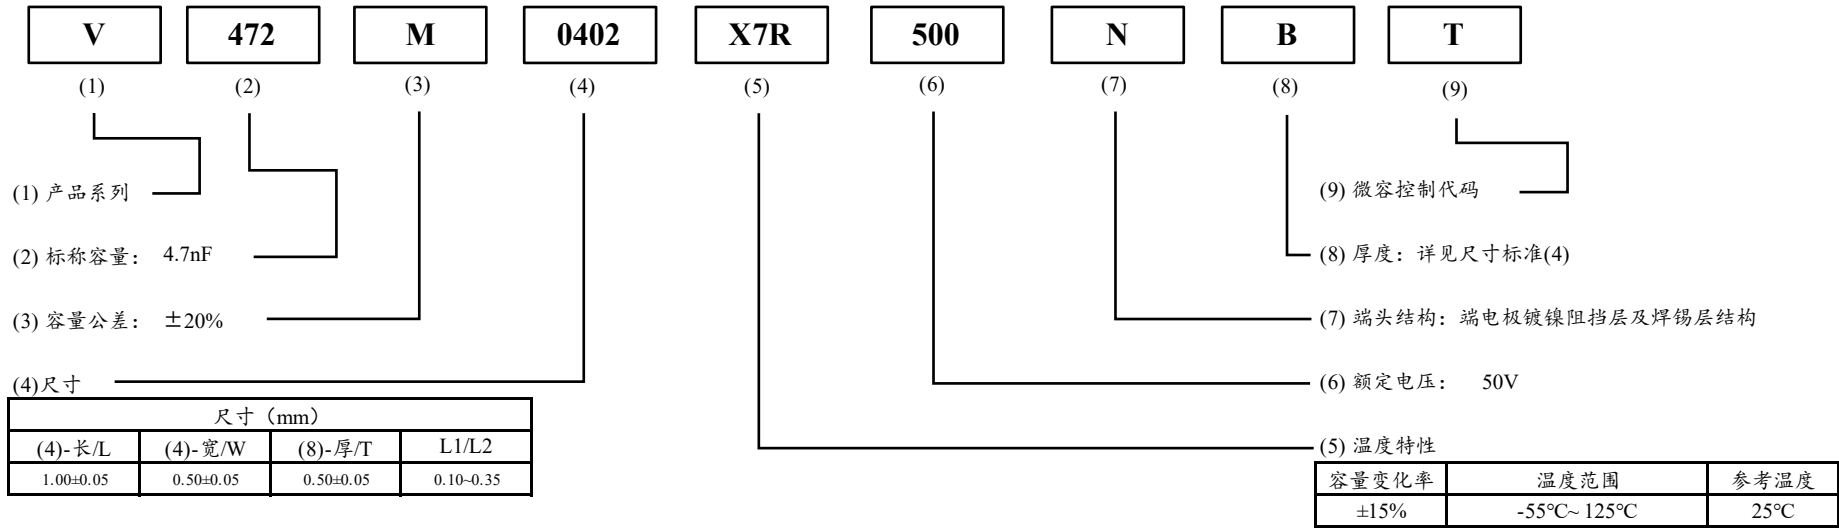 V 472 M 0402 X7R 500 N B T
(1) (2) (3) (4) (5) (6) (7) (8) (9)
(1) 产品系列
(9) 微容控制代码
(2) 标称容量： 4.7nF
(8) 厚度：详见尺寸标准(4)
(3) 容量公差： ±20%
(7) 端头结构：端电极镀镍阻挡层及焊锡层结构
(4)尺寸
(6) 额定电压： 50V
尺寸（mm）
(4)-长/L (4)-宽/W (8)-厚/T L1/L2
1.00±0.05 0.50±0.05 0.50±0.05 0.10~0.35
(5) 温度特性
容量变化率 温度范围 参考温度
±15% -55℃~ 125℃ 25℃